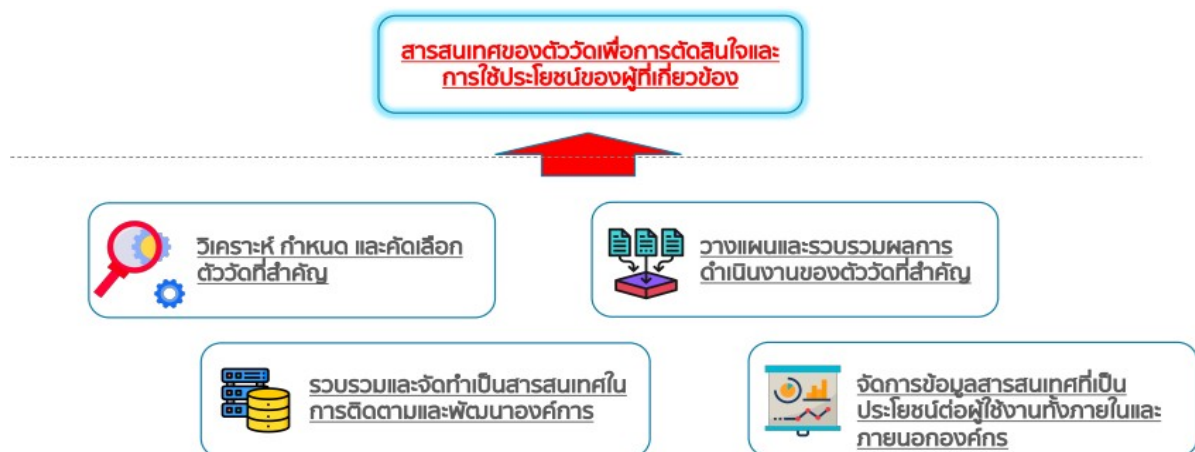 สารสนเทศของตัววัดเพื่อการตัดสินใจและ
การใช้ประโยชน์ของผู้ที่เกี่ยวข้อง
วิเคราะห์ กำหนด และคัดเลือก
ตัววัดที่สำคัญ
วางแผนและรวบรวมผลการ
ดำเนินงานของตัววัดที่สำคัญ
รวบรวมและจัดทำเป็นสารสนเทศใน
การติดตามและพัฒนาองค์การ
จัดการข้อมูลสารสนเทศที่เป็น
ประโยชน์ต่อผู้ใช้งานทั้งภายในและ
ภายนอกองค์กร